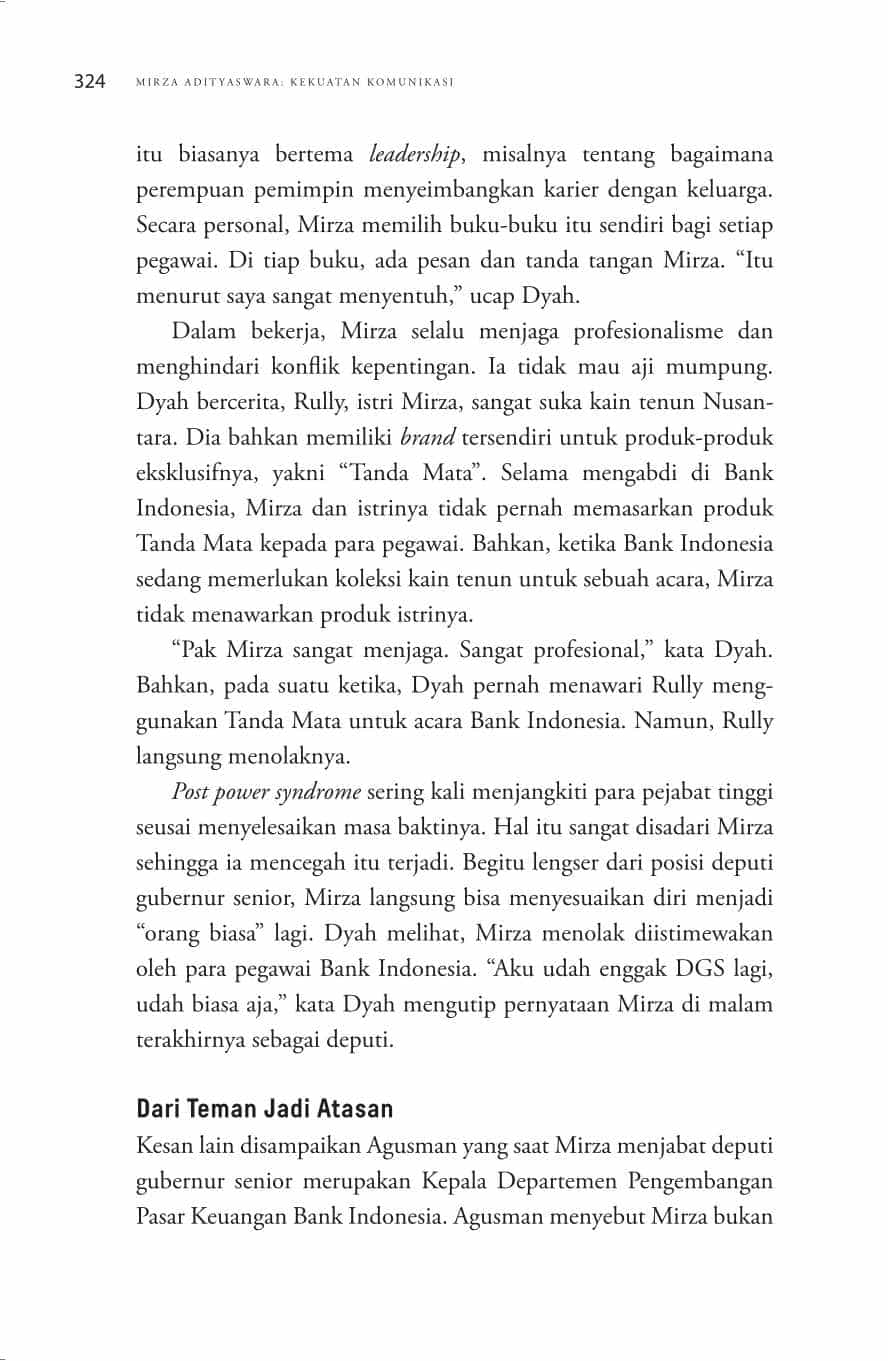 324 MIRZA ADITYASWARA: KEKUATAN KOMUNIKASI
itu biasanya bertema leadership, misalnya tentang bagaimana
perempuan pemimpin menyeimbangkan karier dengan keluarga.
Secara personal, Mirza memilih buku-buku itu sendiri bagi setiap
pegawai. Di tiap buku, ada pesan dan tanda tangan Mirza. “Itu
menurut saya sangat menyentuh,” ucap Dyah.
Dalam bekerja, Mirza selalu menjaga profesionalisme dan
menghindari konflik kepentingan. Ia tidak mau aji mumpung.
Dyah bercerita, Rully, istri Mirza, sangat suka kain tenun Nusan-
tara. Dia bahkan memiliki brand tersendiri untuk produk-produk
eksklusifnya, yakni “Tanda Mata”. Selama mengabdi di Bank
Indonesia, Mirza dan istrinya tidak pernah memasarkan produk
Tanda Mata kepada para pegawai. Bahkan, ketika Bank Indonesia
sedang memerlukan koleksi kain tenun untuk sebuah acara, Mirza
tidak menawarkan produk istrinya.
“Pak Mirza sangat menjaga. Sangat profesional,” kata Dyah.
Bahkan, pada suatu ketika, Dyah pernah menawari Rully meng-
gunakan Tanda Mata untuk acara Bank Indonesia. Namun, Rully
langsung menolaknya.
Post power syndrome sering kali menjangkiti para pejabat tinggi
seusai menyelesaikan masa baktinya. Hal itu sangat disadari Mirza
sehingga ia mencegah itu terjadi. Begitu lengser dari posisi deputi
gubernur senior, Mirza langsung bisa menyesuaikan diri menjadi
“orang biasa” lagi. Dyah melihat, Mirza menolak diistimewakan
oleh para pegawai Bank Indonesia. “Aku udah enggak DGS lagi,
udah biasa aja,” kata Dyah mengutip pernyataan Mirza di malam
terakhirnya sebagai deputi.
Dari Teman Jadi Atasan
Kesan lain disampaikan Agusman yang saat Mirza menjabat deputi
gubernur senior merupakan Kepala Departemen Pengembangan
Pasar Keuangan Bank Indonesia. Agusman menyebut Mirza bukan